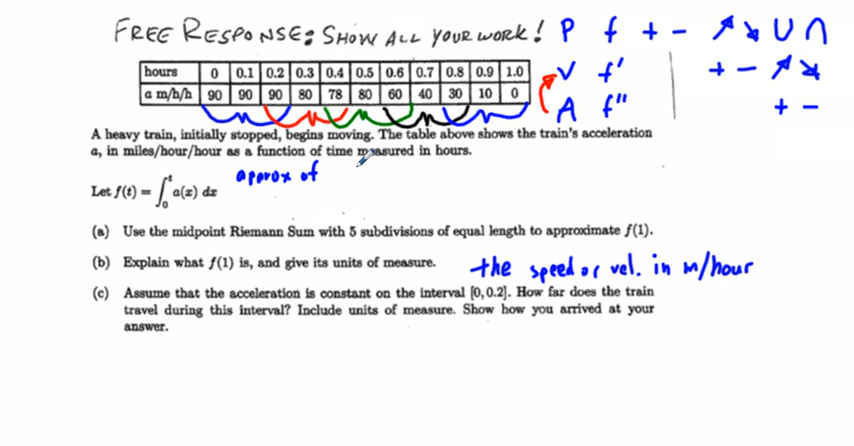 FREE RESPONSE: SHOW ALL YOUR WORK! P f + - ↗ ↘ ∪ ∩
hours 0 0.1 0.2 0.3 0.4 0.5 0.6 0.7 0.8 0.9 1.0 V f' + - ↗ ↘
a m/h/h 90 90 90 80 78 80 60 40 30 10 0 A f" + -
A heavy train, initially stopped, begins moving. The table above shows the train's acceleration
a, in miles/hour/hour as a function of time measured in hours.
aprox of
Let f(t) = ∫₀ᵗ a(x) dx
(a) Use the midpoint Riemann Sum with 5 subdivisions of equal length to approximate f(1).
(b) Explain what f(1) is, and give its units of measure. the speed or vel. in m/hour
(c) Assume that the acceleration is constant on the interval [0, 0.2]. How far does the train
travel during this interval? Include units of measure. Show how you arrived at your
answer.